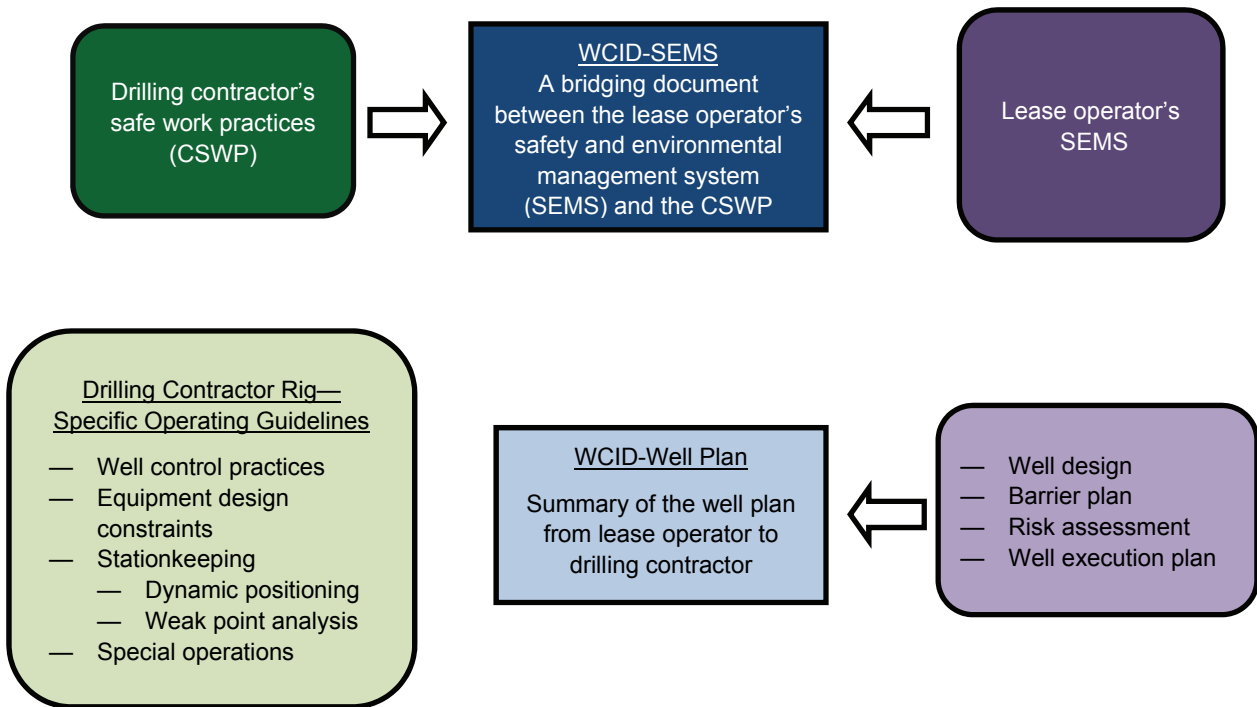 Drilling contractor’s
safe work practices
(CSWP)
WCID-SEMS
A bridging document
between the lease operator’s
safety and environmental
management system
(SEMS) and the CSWP
Lease operator’s
SEMS
Drilling Contractor Rig—
Specific Operating Guidelines
— Well control practices
— Equipment design
constraints
— Stationkeeping
— Dynamic positioning
— Weak point analysis
— Special operations
WCID-Well Plan
Summary of the well plan
from lease operator to
drilling contractor
— Well design
— Barrier plan
— Risk assessment
— Well execution plan